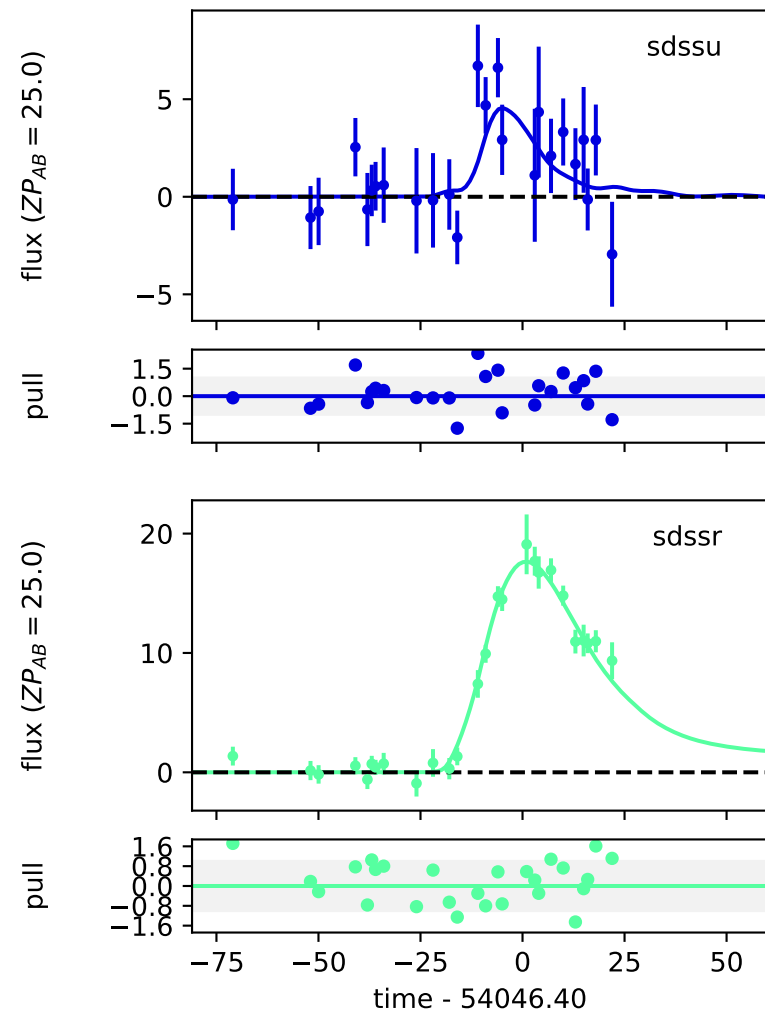 sdssu
flux (ZP_AB = 25.0)
5
0
−5
pull
1.5
0.0
−1.5
sdssr
flux (ZP_AB = 25.0)
20
10
0
pull
1.6
0.8
0.0
−0.8
−1.6
−75 −50 −25 0 25 50
time - 54046.40